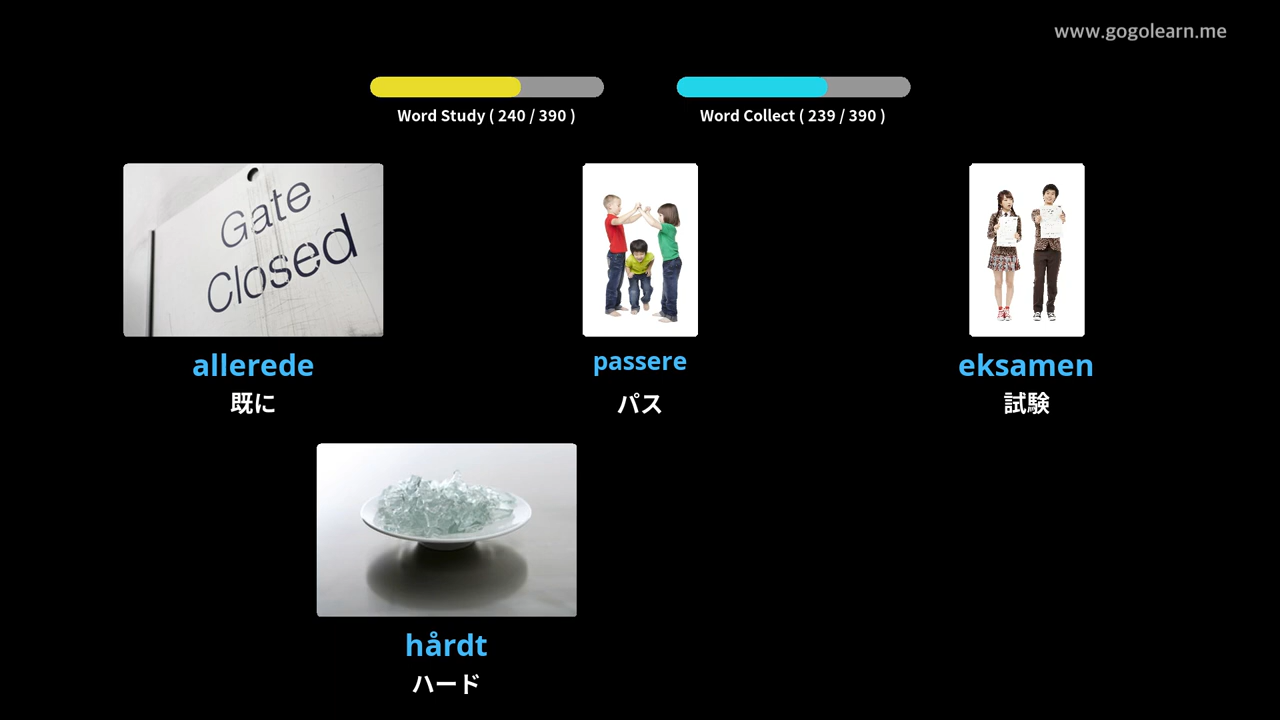 www.gogolearn.me
Word Study ( 240 / 390 )
Word Collect ( 239 / 390 )
Gate
Closed
allerede
既に
passere
パス
eksamen
試験
hårdt
ハード